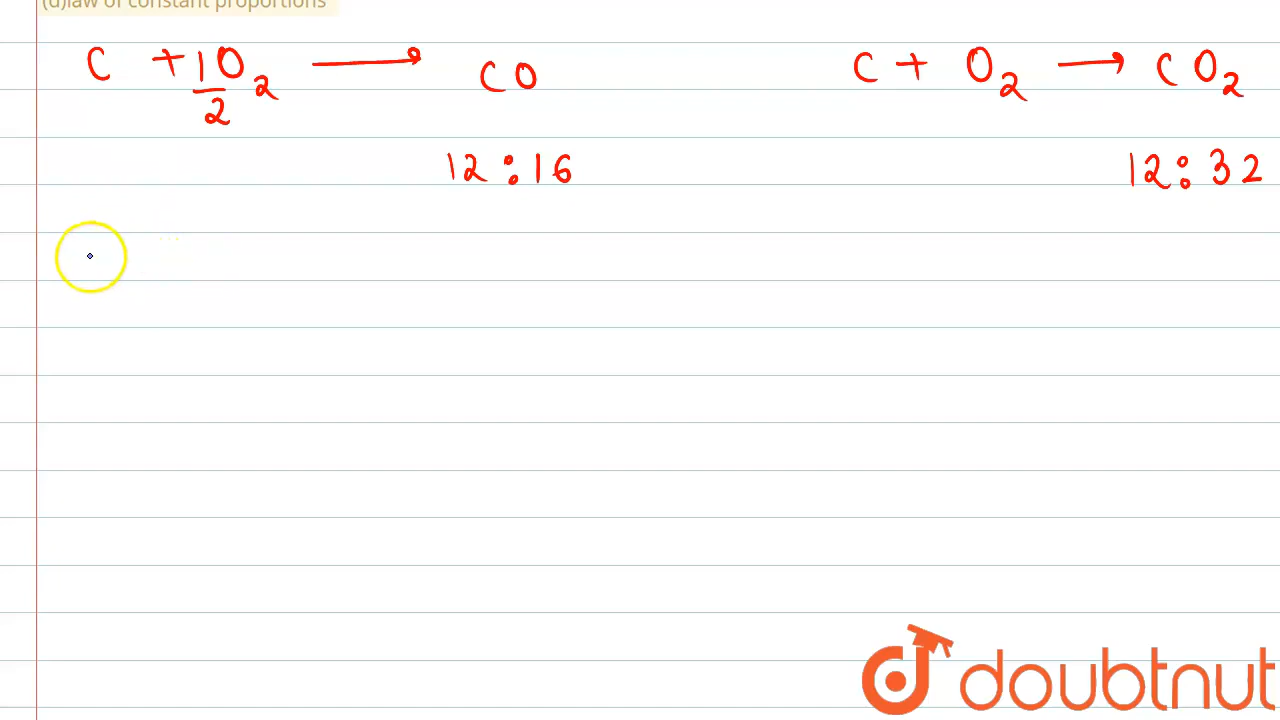 (d)law of constant proportions
C + 1/2 O2 → CO
C + O2 → CO2
12 : 16
12 : 32
doubtnut